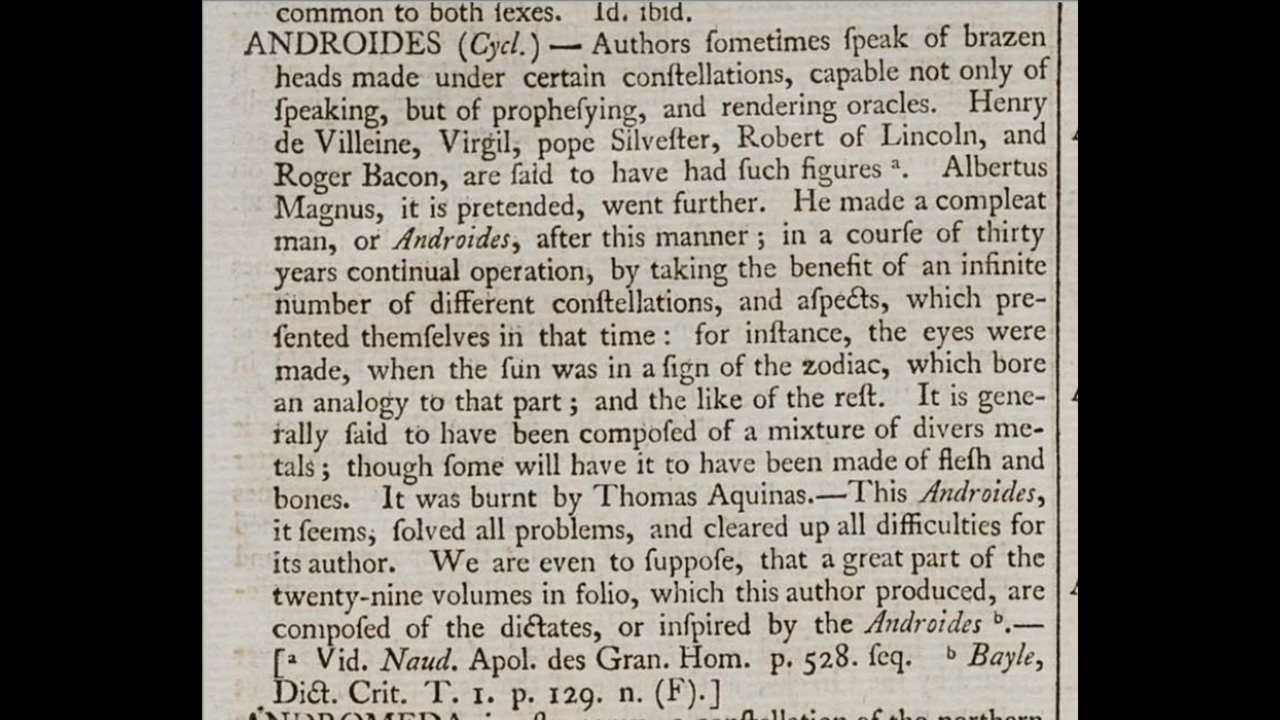 common to both ſexes. Id. ibid.
ANDROIDES (Cycl.) — Authors ſometimes ſpeak of brazen
heads made under certain conſtellations, capable not only of
ſpeaking, but of propheſying, and rendering oracles. Henry
de Villeine, Virgil, pope Silveſter, Robert of Lincoln, and
Roger Bacon, are ſaid to have had ſuch figures ᵃ. Albertus
Magnus, it is pretended, went further. He made a compleat
man, or Androides, after this manner; in a courſe of thirty
years continual operation, by taking the benefit of an infinite
number of different conſtellations, and aſpects, which pre-
ſented themſelves in that time: for inſtance, the eyes were
made, when the ſun was in a ſign of the zodiac, which bore
an analogy to that part; and the like of the reſt. It is gene-
rally ſaid to have been compoſed of a mixture of divers me-
tals; though ſome will have it to have been made of fleſh and
bones. It was burnt by Thomas Aquinas.—This Androides,
it ſeems, ſolved all problems, and cleared up all difficulties for
its author. We are even to ſuppoſe, that a great part of the
twenty-nine volumes in folio, which this author produced, are
compoſed of the dictates, or inſpired by the Androides ᵇ.—
[ᵃ Vid. Naud. Apol. des Gran. Hom. p. 528. ſeq. ᵇ Bayle,
Dict. Crit. T. 1. p. 129. n. (F).]
ANDROMEDA